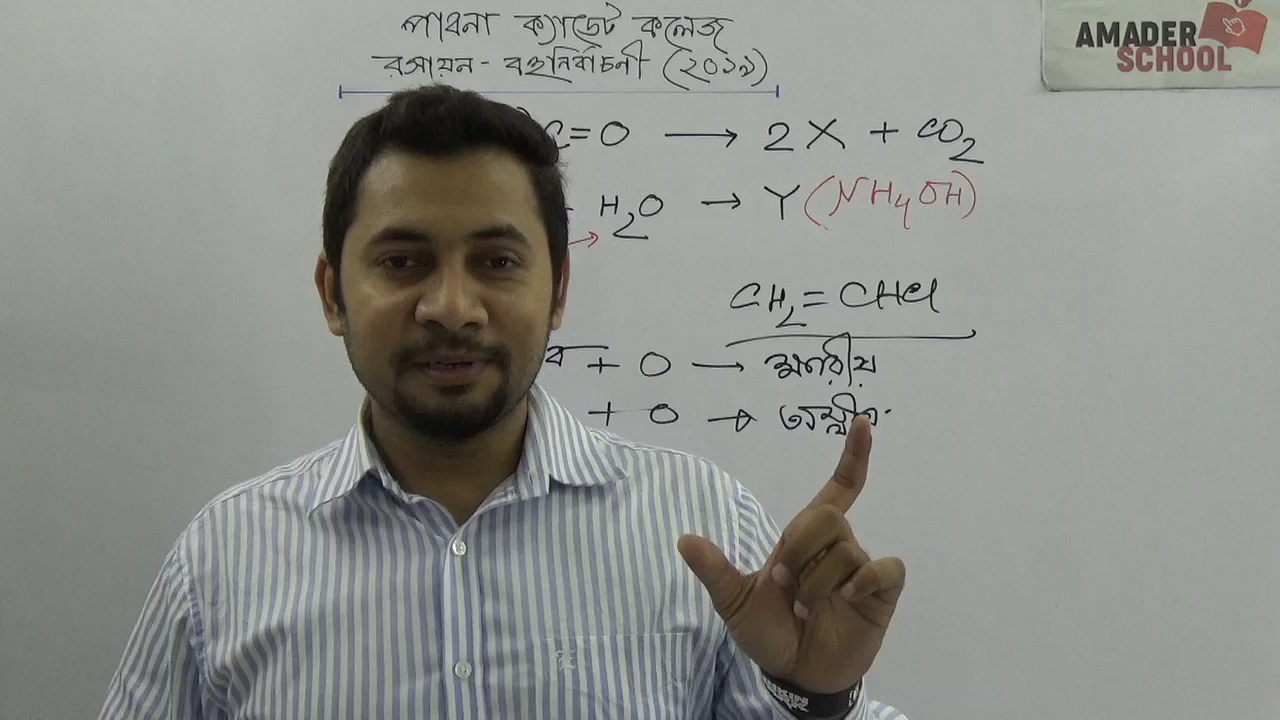 পাবনা ক্যাডেট কলেজ
রসায়ন - বহুনির্বাচনী (২০১৯)
AMADER
SCHOOL
C=O → 2X + CO2
H2O → Y (NH4OH)
CH2 = CHCl
+ O → ক্ষারীয়
+ O → অম্লীয়